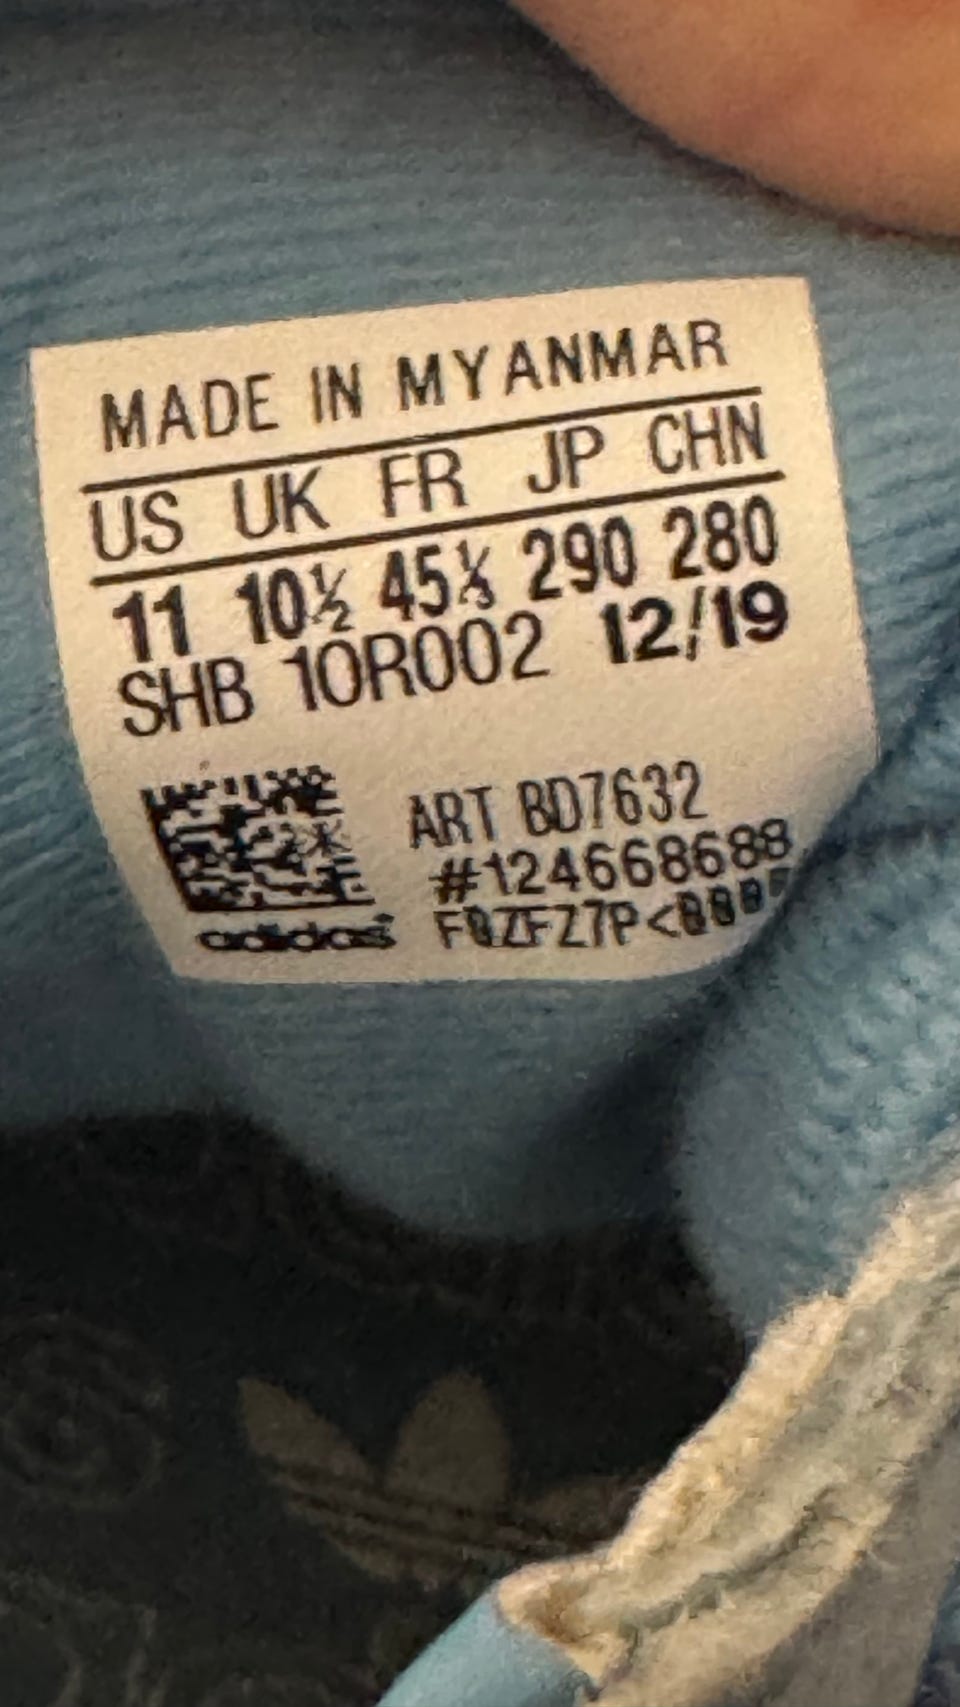 MADE IN MYANMAR
US UK FR JP CHN
11 10½ 45⅓ 290 280
SHB 10R002 12/19
ART BD7632
#124668688
adidas